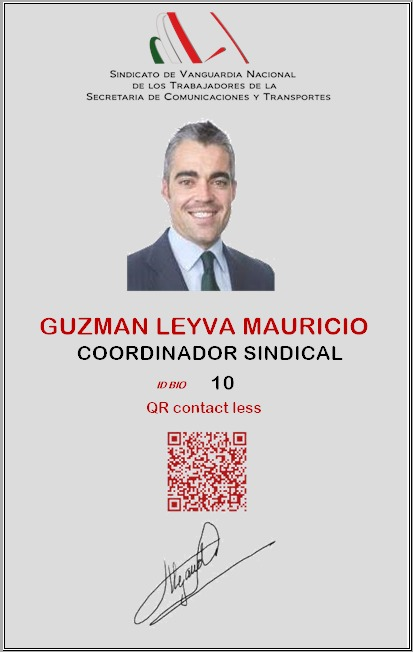 SINDICATO DE VANGUARDIA NACIONAL
DE LOS TRABAJADORES DE LA
SECRETARIA DE COMUNICACIONES Y TRANSPORTES
GUZMAN LEYVA MAURICIO
COORDINADOR SINDICAL
ID BIO 10
QR contact less